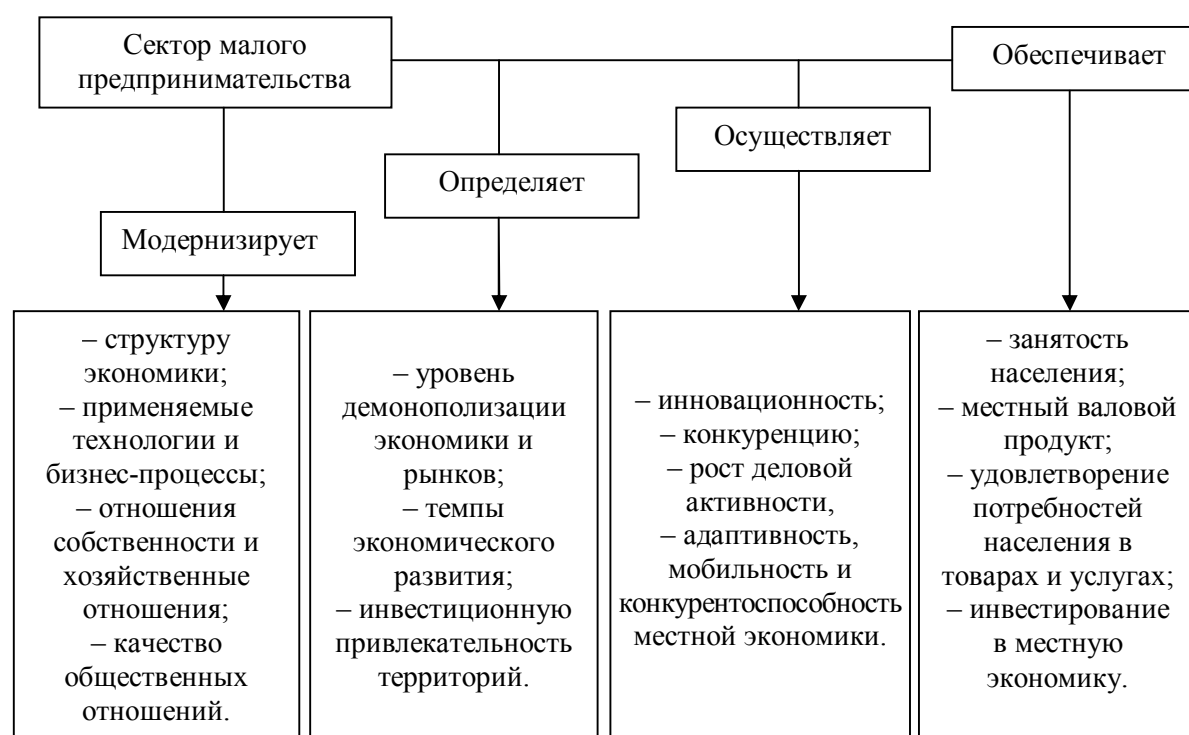 Сектор малого
предпринимательства
Обеспечивает
Осуществляет
Определяет
Модернизирует
– структуру
экономики;
– применяемые
технологии и
бизнес-процессы;
– отношения
собственности и
хозяйственные
отношения;
– качество
общественных
отношений.
– уровень
демонополизации
экономики и
рынков;
– темпы
экономического
развития;
– инвестиционную
привлекательность
территорий.
– инновационность;
– конкуренцию;
– рост деловой
активности,
– адаптивность,
мобильность и
конкурентоспособность
местной экономики.
– занятость
населения;
– местный валовой
продукт;
– удовлетворение
потребностей
населения в
товарах и услугах;
– инвестирование
в местную
экономику.